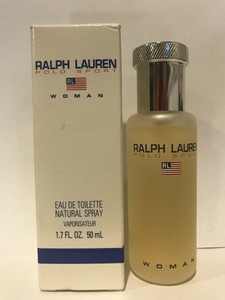 RALPH LAUREN
POLO SPORT
RL
WOMAN
EAU DE TOILETTE
NATURAL SPRAY
VAPORISATEUR
1.7 FL. OZ. 50 mL
RALPH LAUREN
POLO SPORT
RL
WOMAN